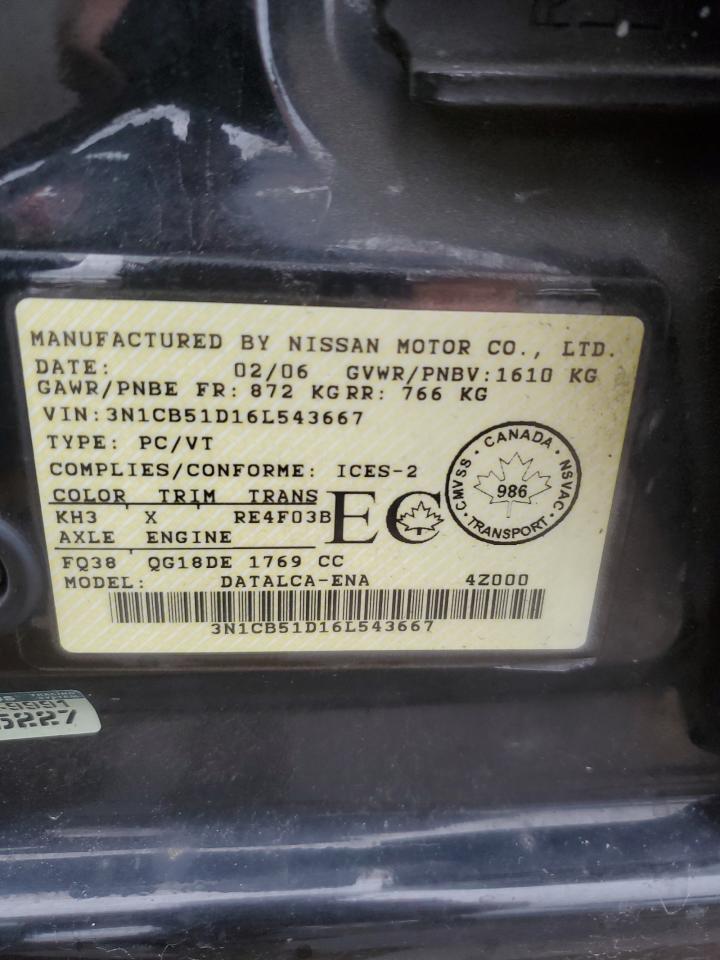 MANUFACTURED BY NISSAN MOTOR CO., LTD.
DATE: 02/06 GVWR/PNBV:1610 KG
GAWR/PNBE FR: 872 KG RR: 766 KG
VIN:3N1CB51D16L543667
TYPE: PC/VT
COMPLIES/CONFORME: ICES-2
COLOR TRIM TRANS
KH3 X RE4F03B
AXLE ENGINE
FQ38 QG18DE 1769 CC
MODEL: DATALCA-ENA 4Z000
3N1CB51D16L543667
EC
CMVSS · CANADA · NSVAC · TRANSPORT ·
986
5227